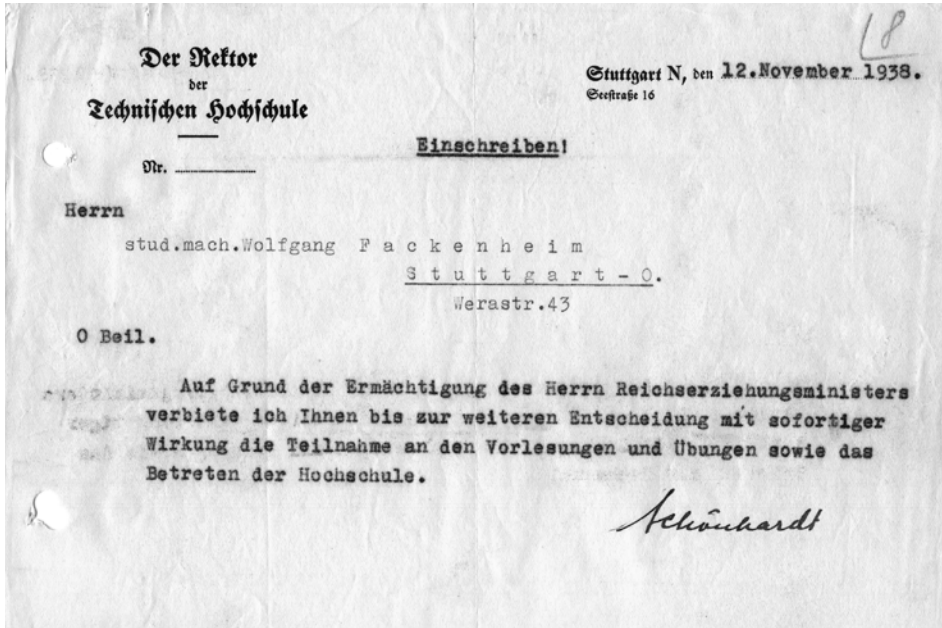 8
Der Rektor
der
Technischen Hochschule
Stuttgart N, den 12.November 1938.
Seestraße 16
Einschreiben!
Nr.
Herrn
stud.mach.Wolfgang F a c k e n h e i m
S t u t t g a r t - O.
Werastr.43
O Beil.
Auf Grund der Ermächtigung des Herrn Reichserziehungsministers
verbiete ich Ihnen bis zur weiteren Entscheidung mit sofortiger
Wirkung die Teilnahme an den Vorlesungen und Übungen sowie das
Betreten der Hochschule.
Schönhardt